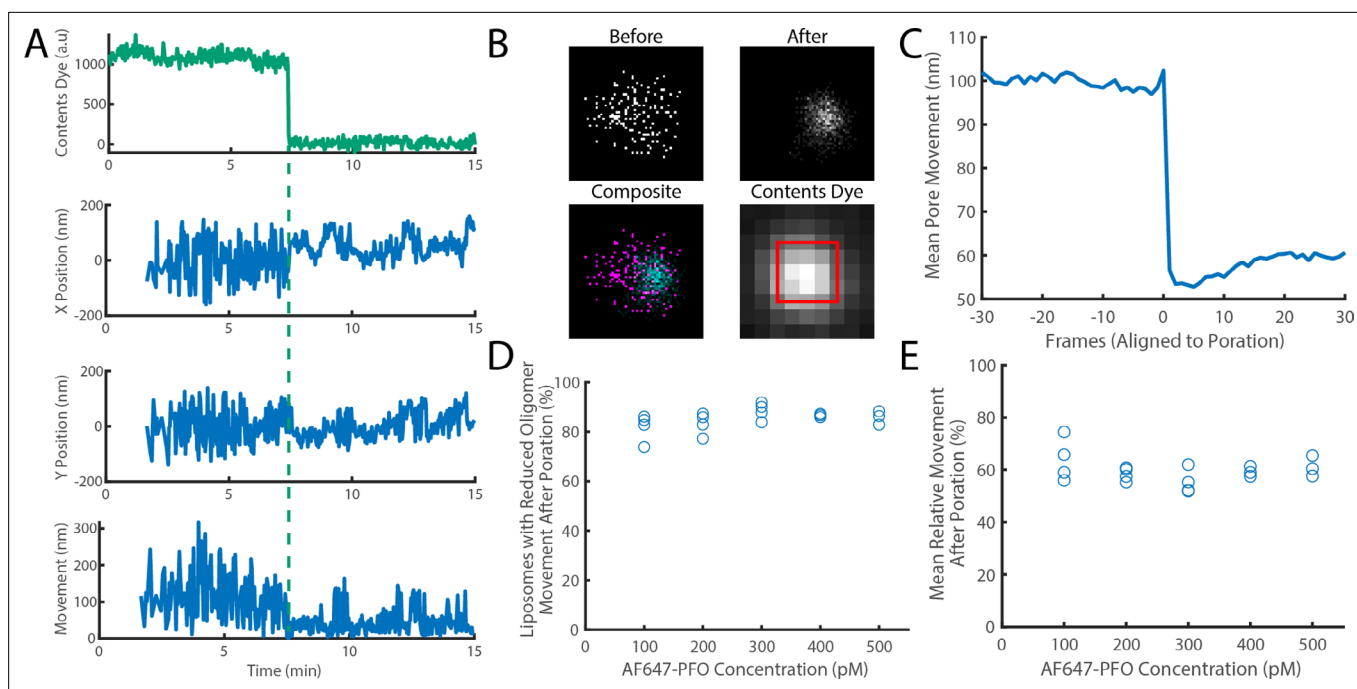 A
Contents Dye (a.u)
1000
500
0
0
5
10
15
X Position (nm)
200
0
-200
0
5
10
15
Y Position (nm)
200
0
-200
0
5
10
15
Movement (nm)
300
200
100
0
0
5
10
15
Time (min)
B
Before
After
Composite
Contents Dye
C
Mean Pore Movement (nm)
110
100
90
80
70
60
50
-30
-20
-10
0
10
20
30
Frames (Aligned to Poration)
D
Liposomes with Reduced Oligomer
Movement After Poration (%)
100
80
60
40
20
0
100
200
300
400
500
AF647-PFO Concentration (pM)
E
Mean Relative Movement
After Poration (%)
100
80
60
40
20
0
100
200
300
400
500
AF647-PFO Concentration (pM)